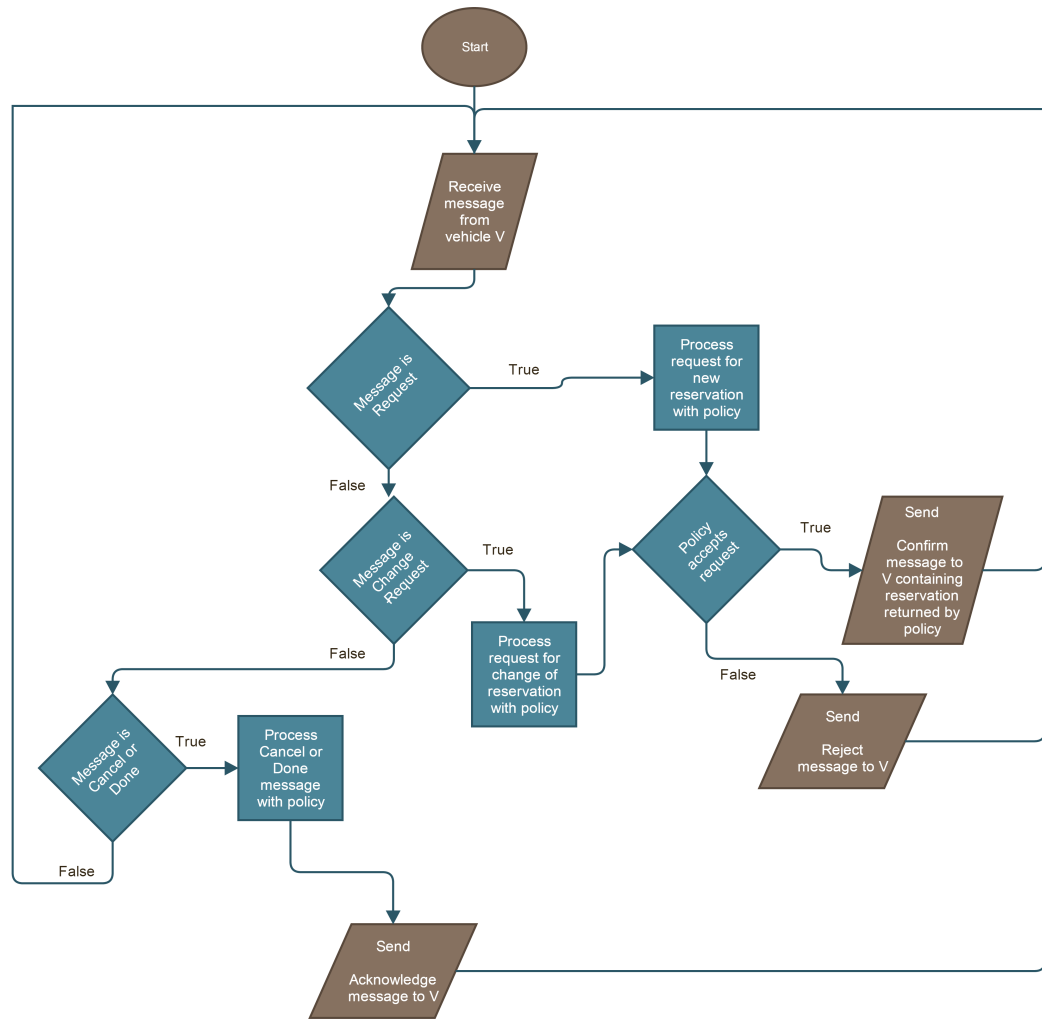 Start
Receive
message
from
vehicle V
Message is
Request
True
Process
request for
new
reservation
with policy
False
Message is
Change
Request
True
Policy
accepts
request
True
Send
Confirm
message to
V containing
reservation
returned by
policy
Process
request for
change of
reservation
with policy
False
False
Message is
Cancel or
Done
True
Process
Cancel or
Done
message
with policy
Send
Reject
message to V
False
Send
Acknowledge
message to V